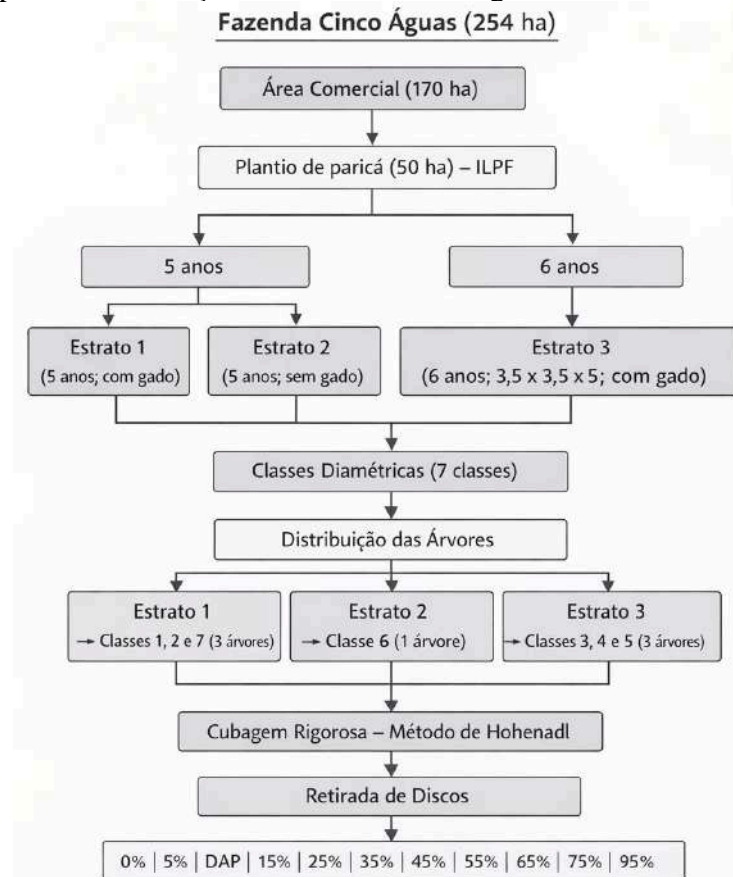 Fazenda Cinco Águas (254 ha)
Área Comercial (170 ha)
Plantio de paricá (50 ha) – ILPF
5 anos
6 anos
Estrato 1
(5 anos; com gado)
Estrato 2
(5 anos; sem gado)
Estrato 3
(6 anos; 3,5 x 3,5 x 5; com gado)
Classes Diamétricas (7 classes)
Distribuição das Árvores
Estrato 1
→ Classes 1, 2 e 7 (3 árvores)
Estrato 2
→ Classe 6 (1 árvore)
Estrato 3
→ Classes 3, 4 e 5 (3 árvores)
Cubagem Rigorosa – Método de Hohenadl
Retirada de Discos
0% | 5% | DAP | 15% | 25% | 35% | 45% | 55% | 65% | 75% | 95%